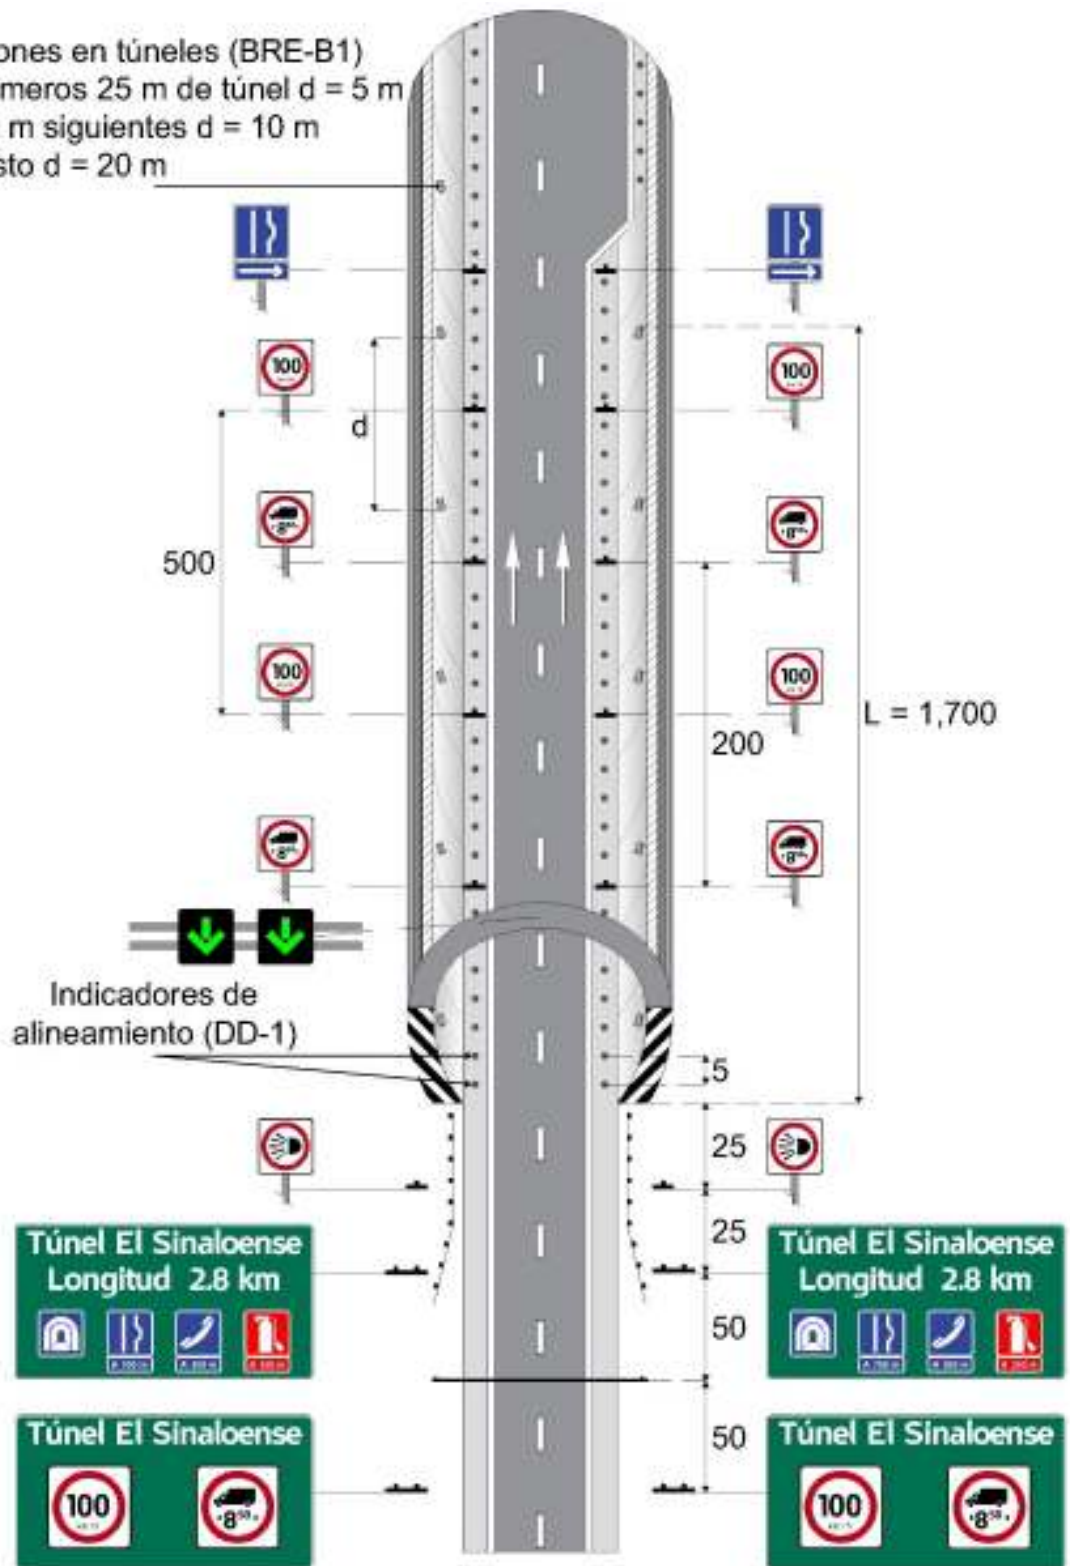 ones en túneles (BRE-B1)
meros 25 m de túnel d = 5 m
m siguientes d = 10 m
sto d = 20 m
100
100
d
500
100
100
200
L = 1,700
Indicadores de
alineamiento (DD-1)
5
25
25
Túnel El Sinaloense
Longitud 2.8 km
Túnel El Sinaloense
Longitud 2.8 km
50
50
Túnel El Sinaloense
100
8⁵⁰
Túnel El Sinaloense
100
8⁵⁰